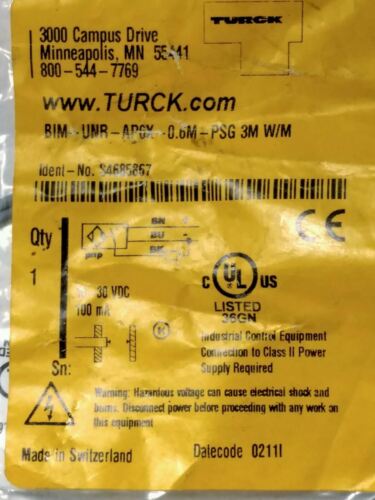 TURCK
3000 Campus Drive
Minneapolis, MN 55441
800-544-7769
www.TURCK.com
BIM-UNR-AP6X-0.6M-PSG 3M W/M
Ident-No. S4685867
Qty
1
BN
BU
BK
pnp
30 VDC
100 mA
CE
C UL US
LISTED
36GN
Industrial Control Equipment
Connection to Class II Power
Supply Required
Sn:
Warning: Hazardous voltage can cause electrical shock and
burns. Disconnect power before proceeding with any work on
this equipment
Made in Switzerland
Datecode 0211I